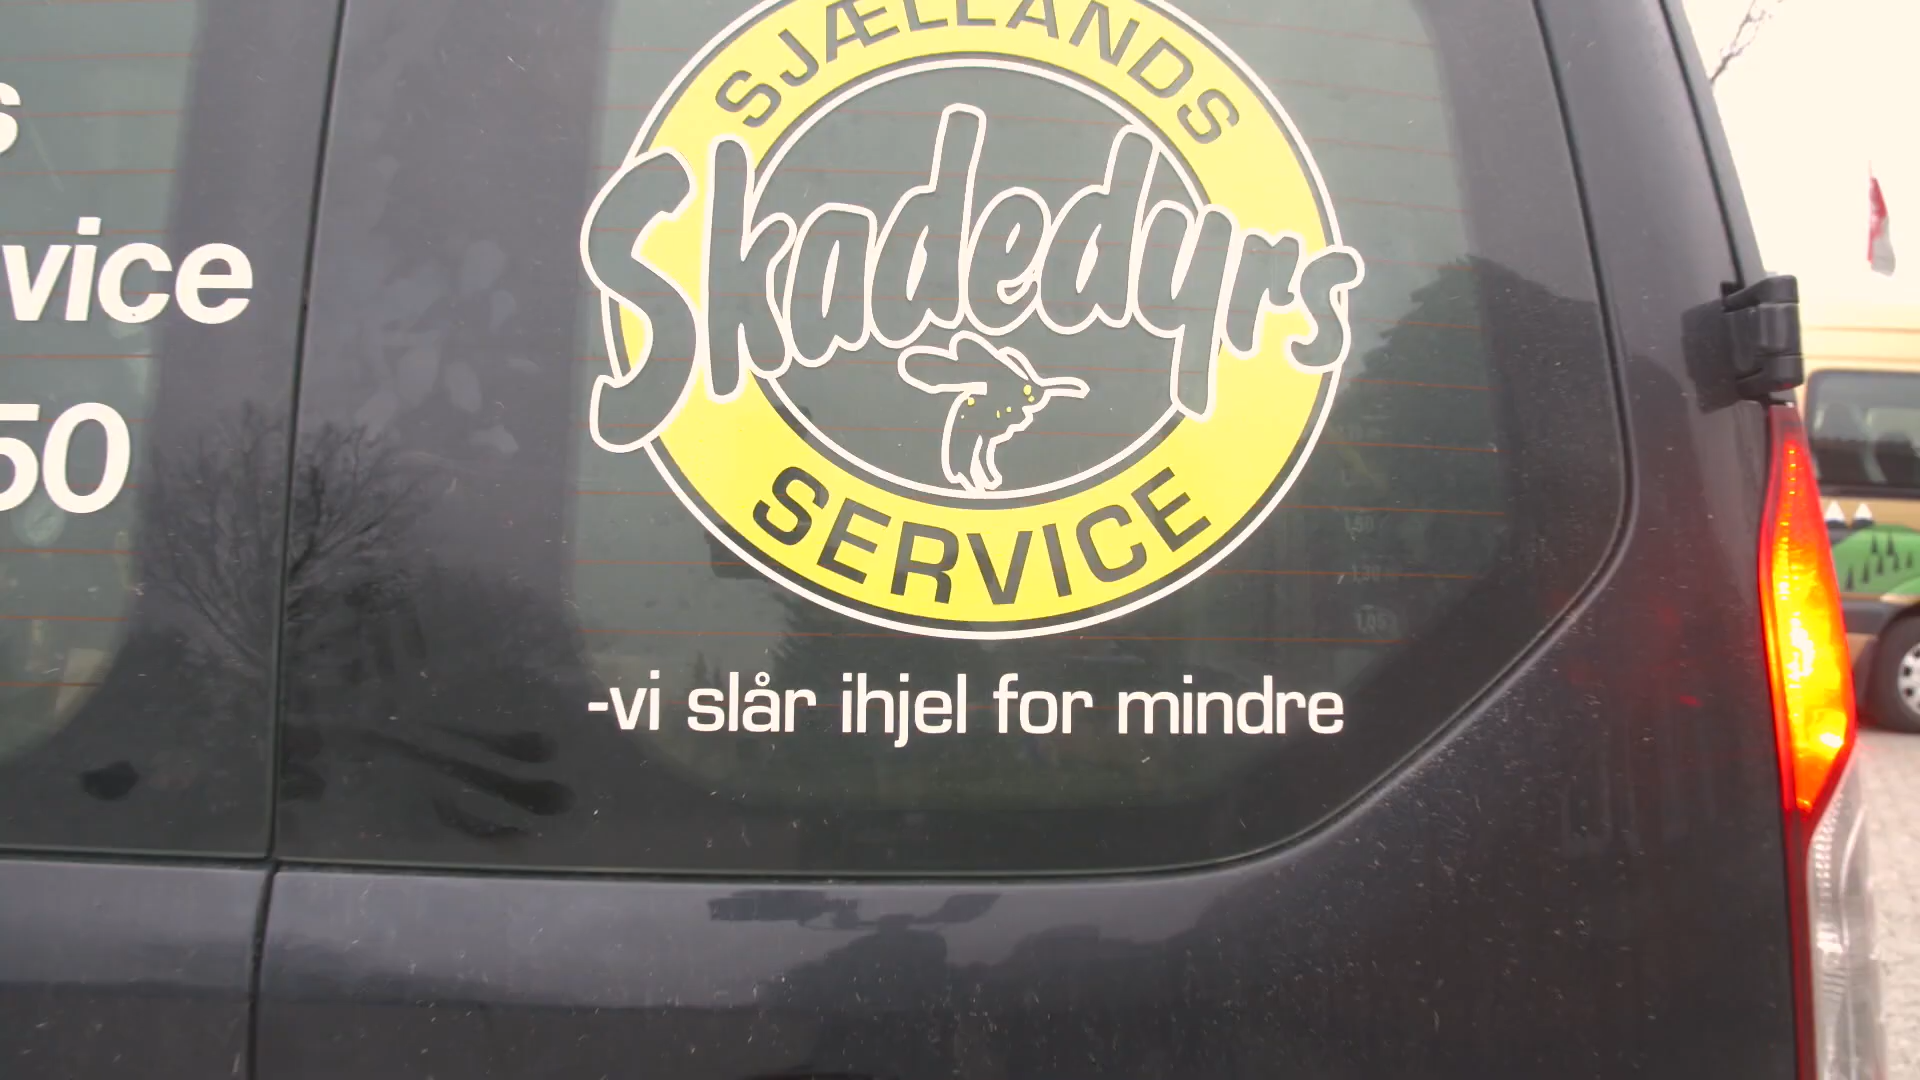 SJÆLLANDS
Skadedyrs
SERVICE
-vi slår ihjel for mindre
s
vice
50